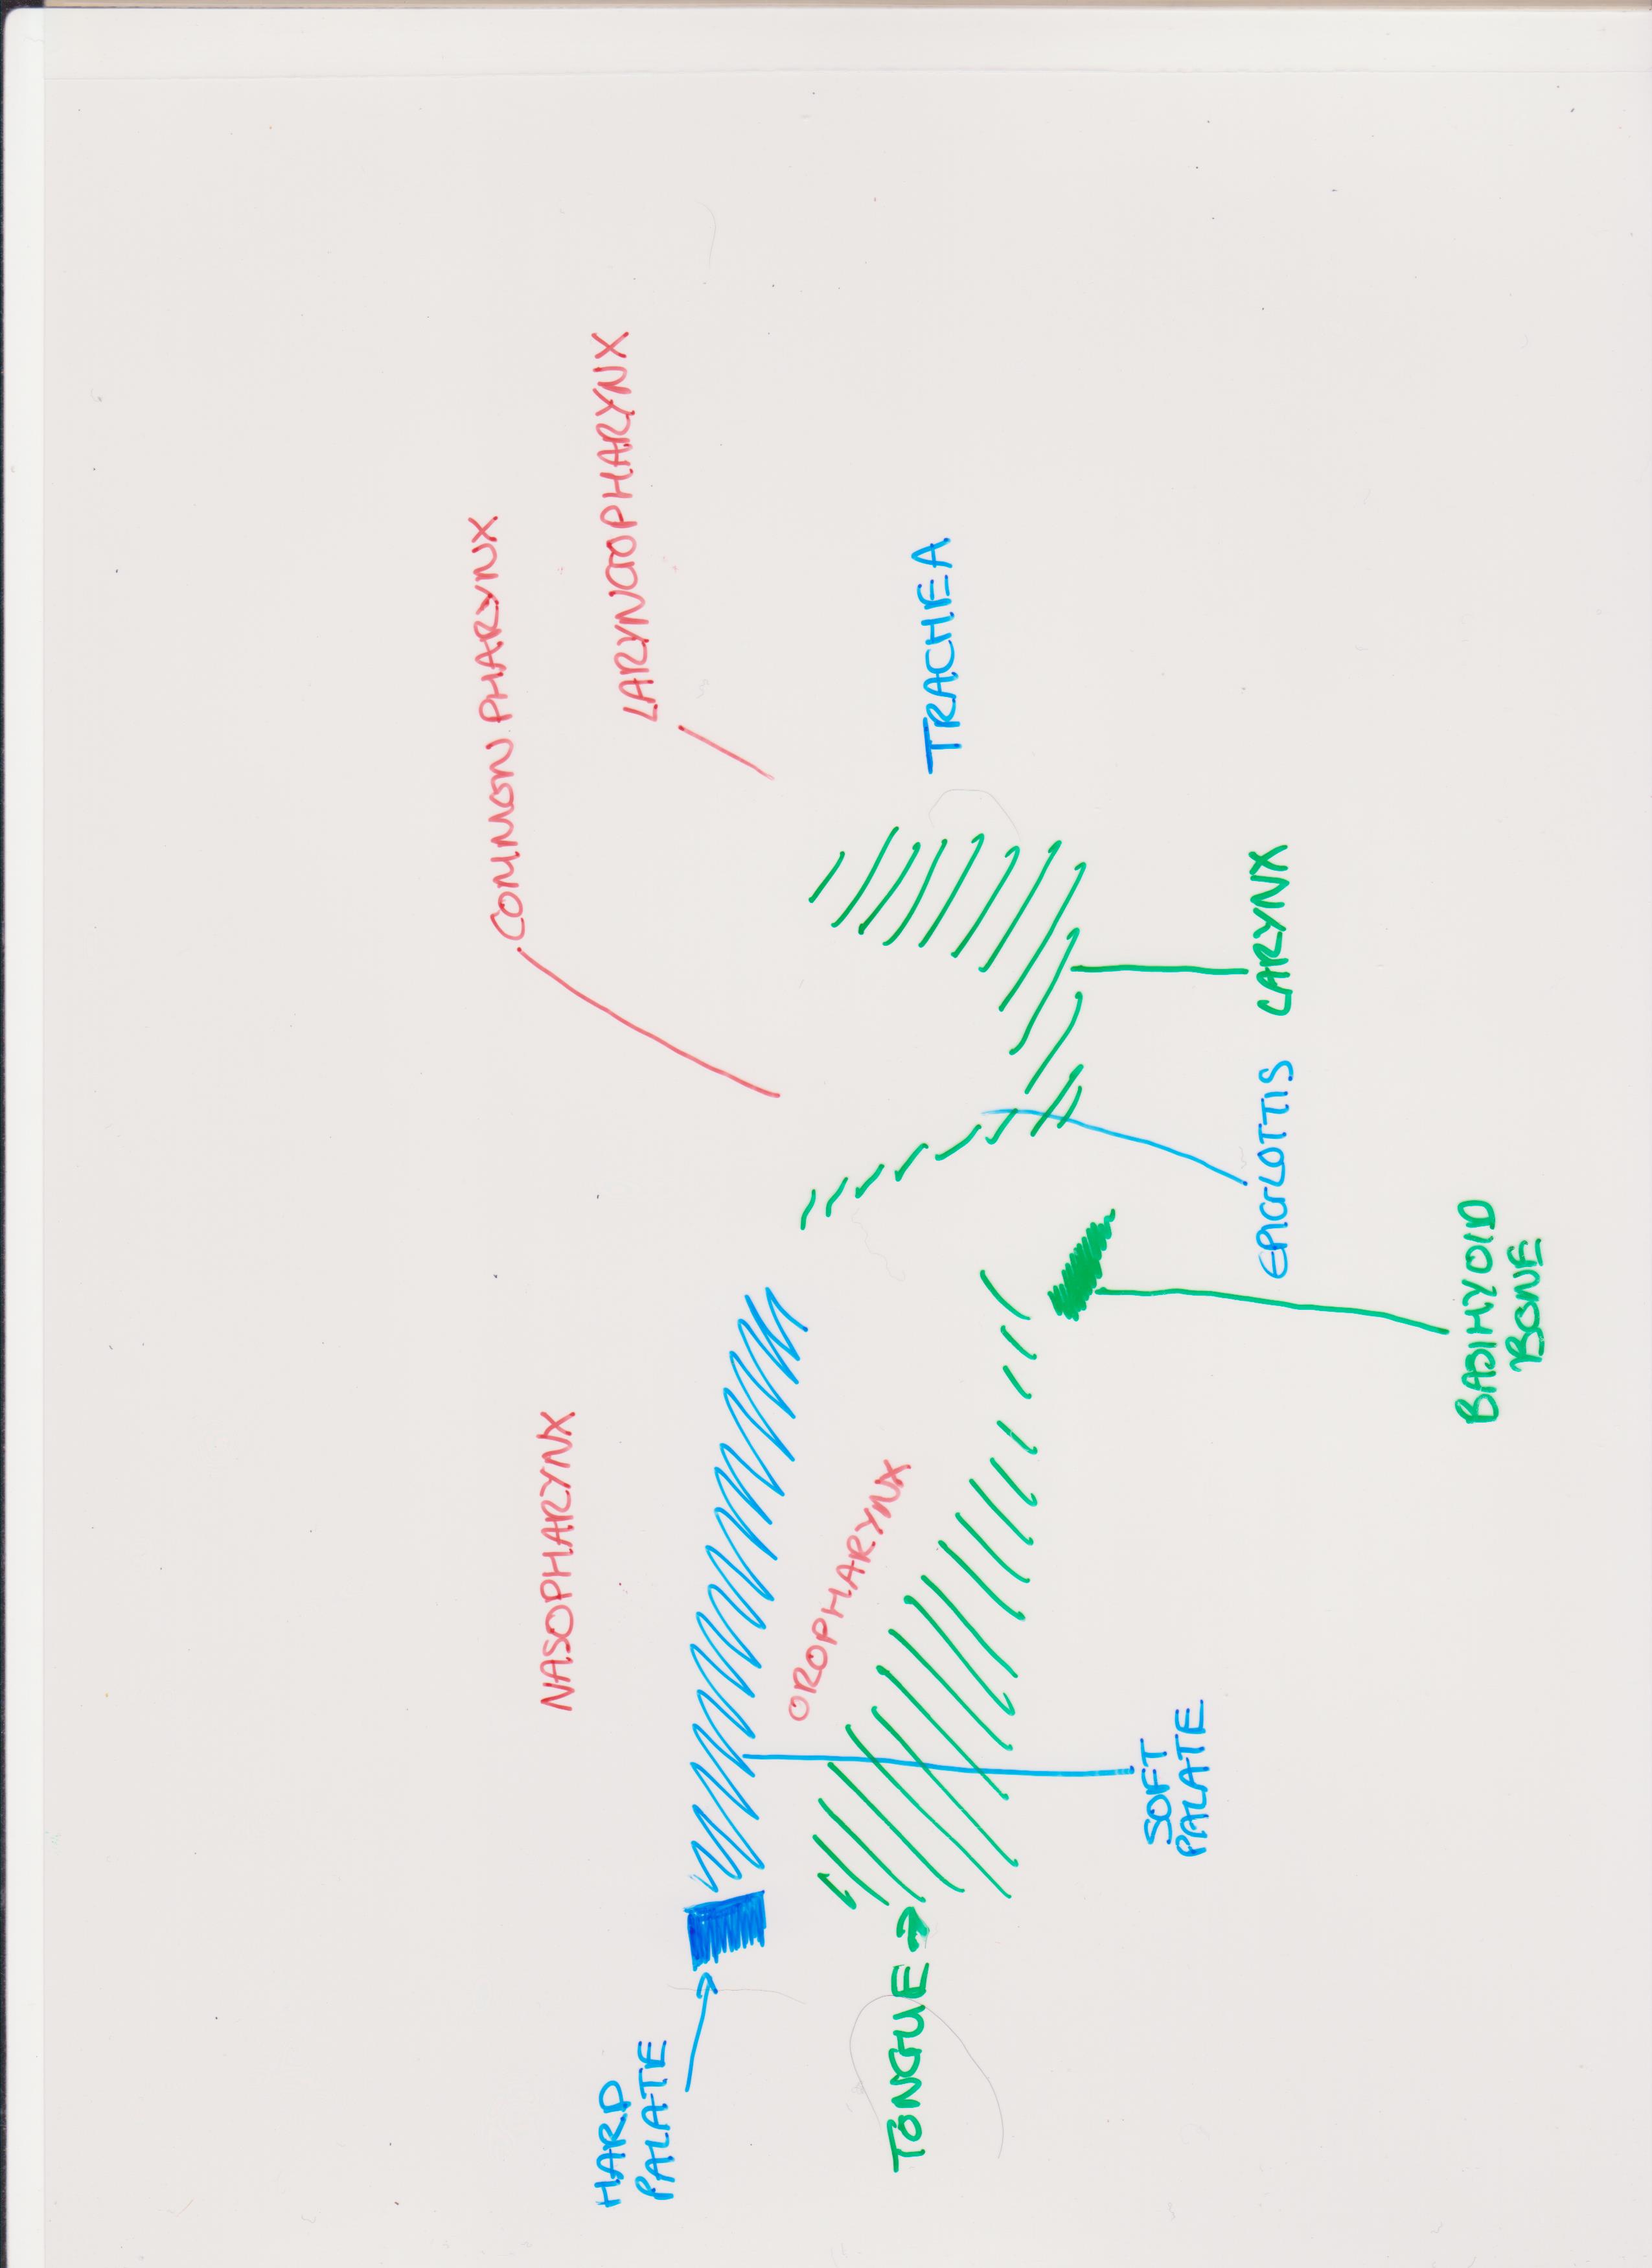 COMMON PHARYNX
NASOPHARYNX
HARD
PALATE
LARYNGOPHARYNX
OROPHARYNX
TONGUE
TRACHEA
SOFT
PALATE
EPIGLOTTIS
LARYNX
BASIHYOID
BONE